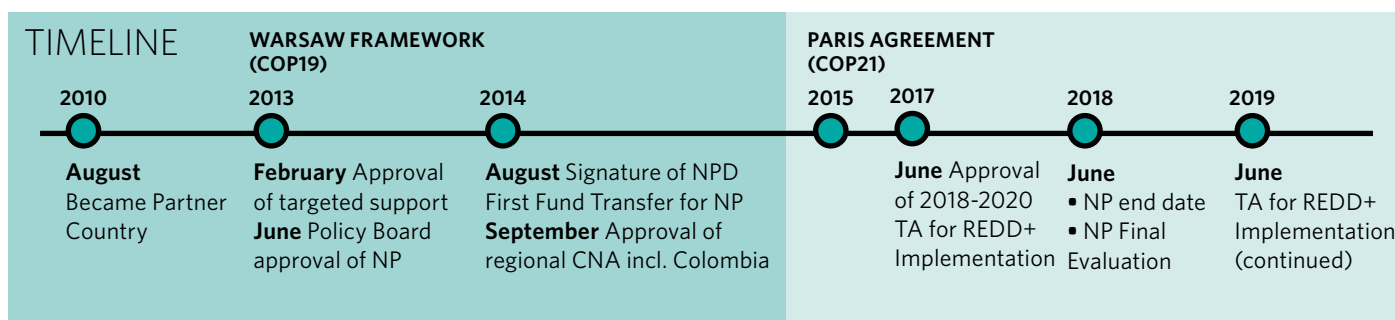 TIMELINE
WARSAW FRAMEWORK
(COP19)
PARIS AGREEMENT
(COP21)
2010
August
Became Partner
Country
2013
February Approval
of targeted support
June Policy Board
approval of NP
2014
August Signature of NPD
First Fund Transfer for NP
September Approval of
regional CNA incl. Colombia
2015
2017
June Approval
of 2018-2020
TA for REDD+
Implementation
2018
June
• NP end date
• NP Final
Evaluation
2019
June
TA for REDD+
Implementation
(continued)